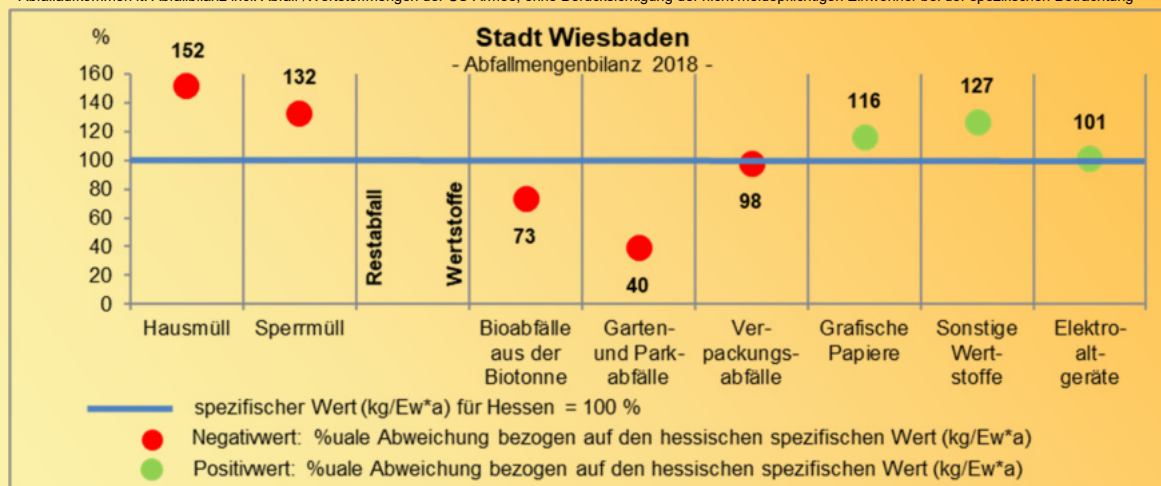 Stadt Wiesbaden
- Abfallmengenbilanz 2018 -
%
152
132
116
127
101
160
140
120
100
80
60
40
20
0
Restabfall
Wertstoffe
73
40
98
Hausmüll
Sperrmüll
Bioabfälle
aus der
Biotonne
Garten-
und Park-
abfälle
Ver-
packungs-
abfälle
Grafische
Papiere
Sonstige
Wert-
stoffe
Elektro-
alt-
geräte
spezifischer Wert (kg/Ew*a) für Hessen = 100 %
Negativwert: %uale Abweichung bezogen auf den hessischen spezifischen Wert (kg/Ew*a)
Positivwert: %uale Abweichung bezogen auf den hessischen spezifischen Wert (kg/Ew*a)